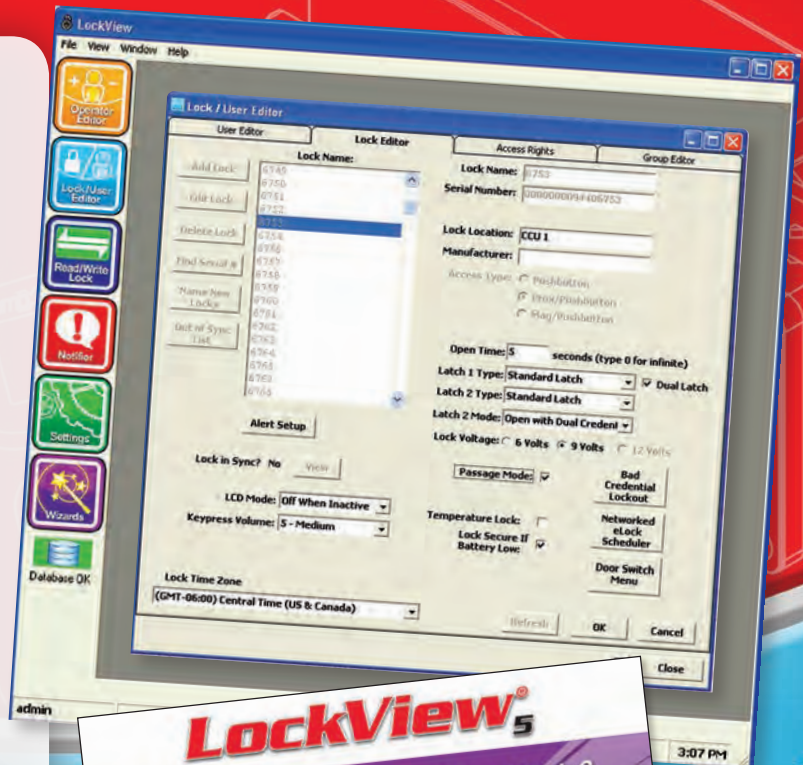 LockView
File View Window Help
Operator Editor
Lock/User Editor
Read/Write Lock
Notifier
Settings
Wizards
Database OK
admin
Lock / User Editor
User Editor
Lock Editor
Access Rights
Group Editor
Add Lock
Edit Lock
Delete Lock
Find Serial #
Name New Locks
Out of Sync List
Lock Name:
6749
6750
6751
6752
6753
6754
6756
6757
6758
6759
6760
6761
6762
6763
6764
Alert Setup
Lock in Sync? No View
LCD Mode: Off When Inactive
Keypress Volume: 5 - Medium
Lock Time Zone
(GMT-06:00) Central Time (US & Canada)
Lock Name: 6753
Serial Number: 0000000094406753
Lock Location: CCU 1
Manufacturer:
Access Type: Pushbutton
Prox/Pushbutton
Mag/Pushbutton
Open Time: 5 seconds (type 0 for infinite)
Latch 1 Type: Standard Latch Dual Latch
Latch 2 Type: Standard Latch
Latch 2 Mode: Open with Dual Credent
Lock Voltage: 6 Volts 9 Volts 12 Volts
Passage Mode:
Bad Credential Lockout
Temperature Lock:
Lock Secure If Battery Low:
Networked eLock Scheduler
Door Switch Menu
Refresh OK Cancel
Close
3:07 PM
LockView® 5